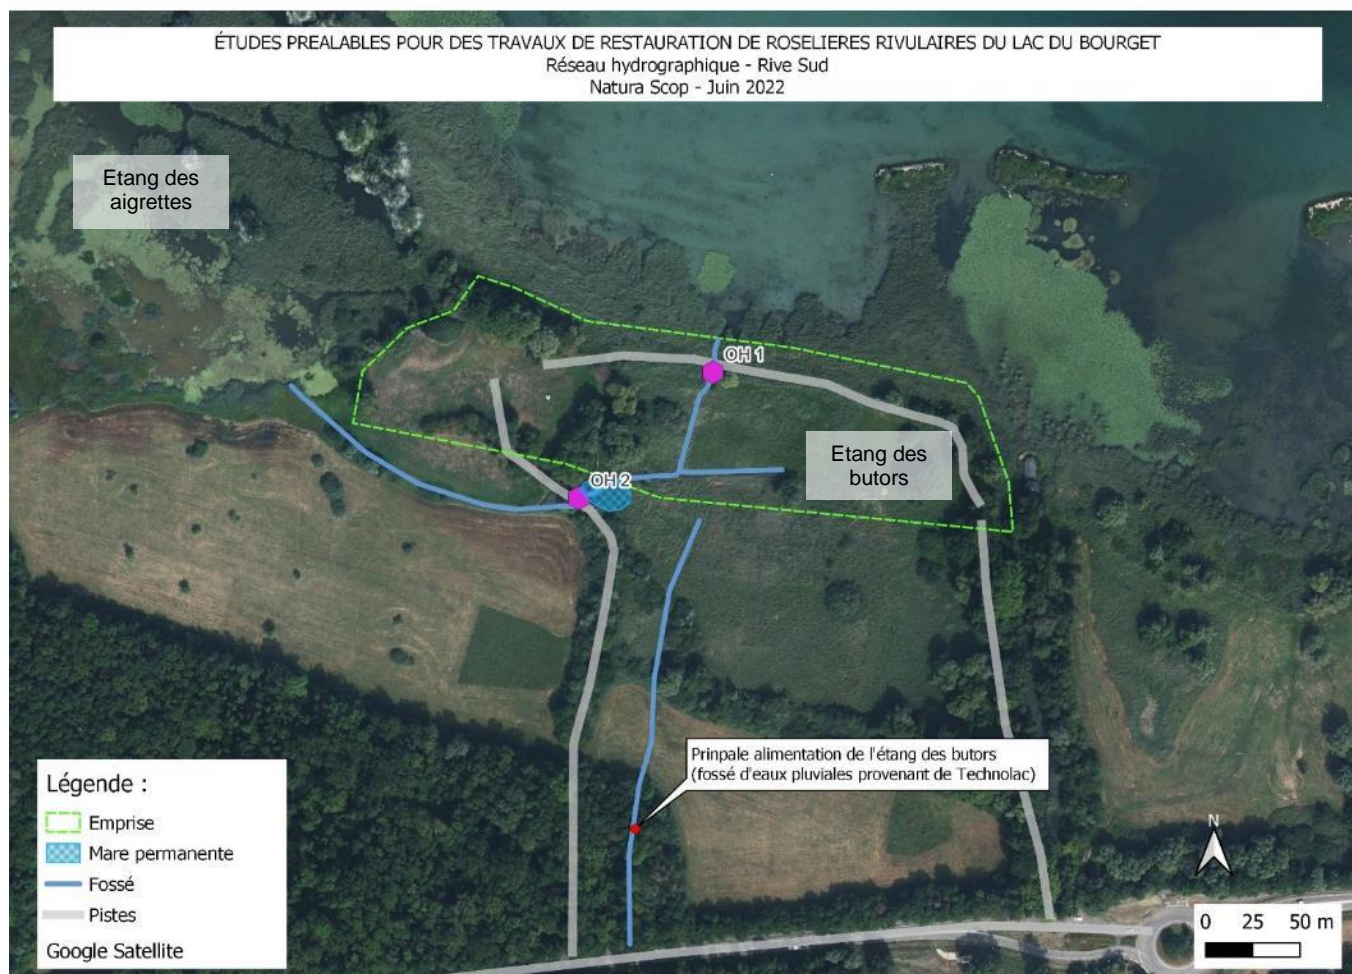 ÉTUDES PREALABLES POUR DES TRAVAUX DE RESTAURATION DE ROSELIERES RIVULAIRES DU LAC DU BOURGET
Réseau hydrographique - Rive Sud
Natura Scop - Juin 2022
Etang des
aigrettes
OH 1
Etang des
butors
OH 2
Prinpale alimentation de l'étang des butors
(fossé d'eaux pluviales provenant de Technolac)
Légende :
Emprise
Mare permanente
Fossé
Pistes
Google Satellite
N
0 25 50 m